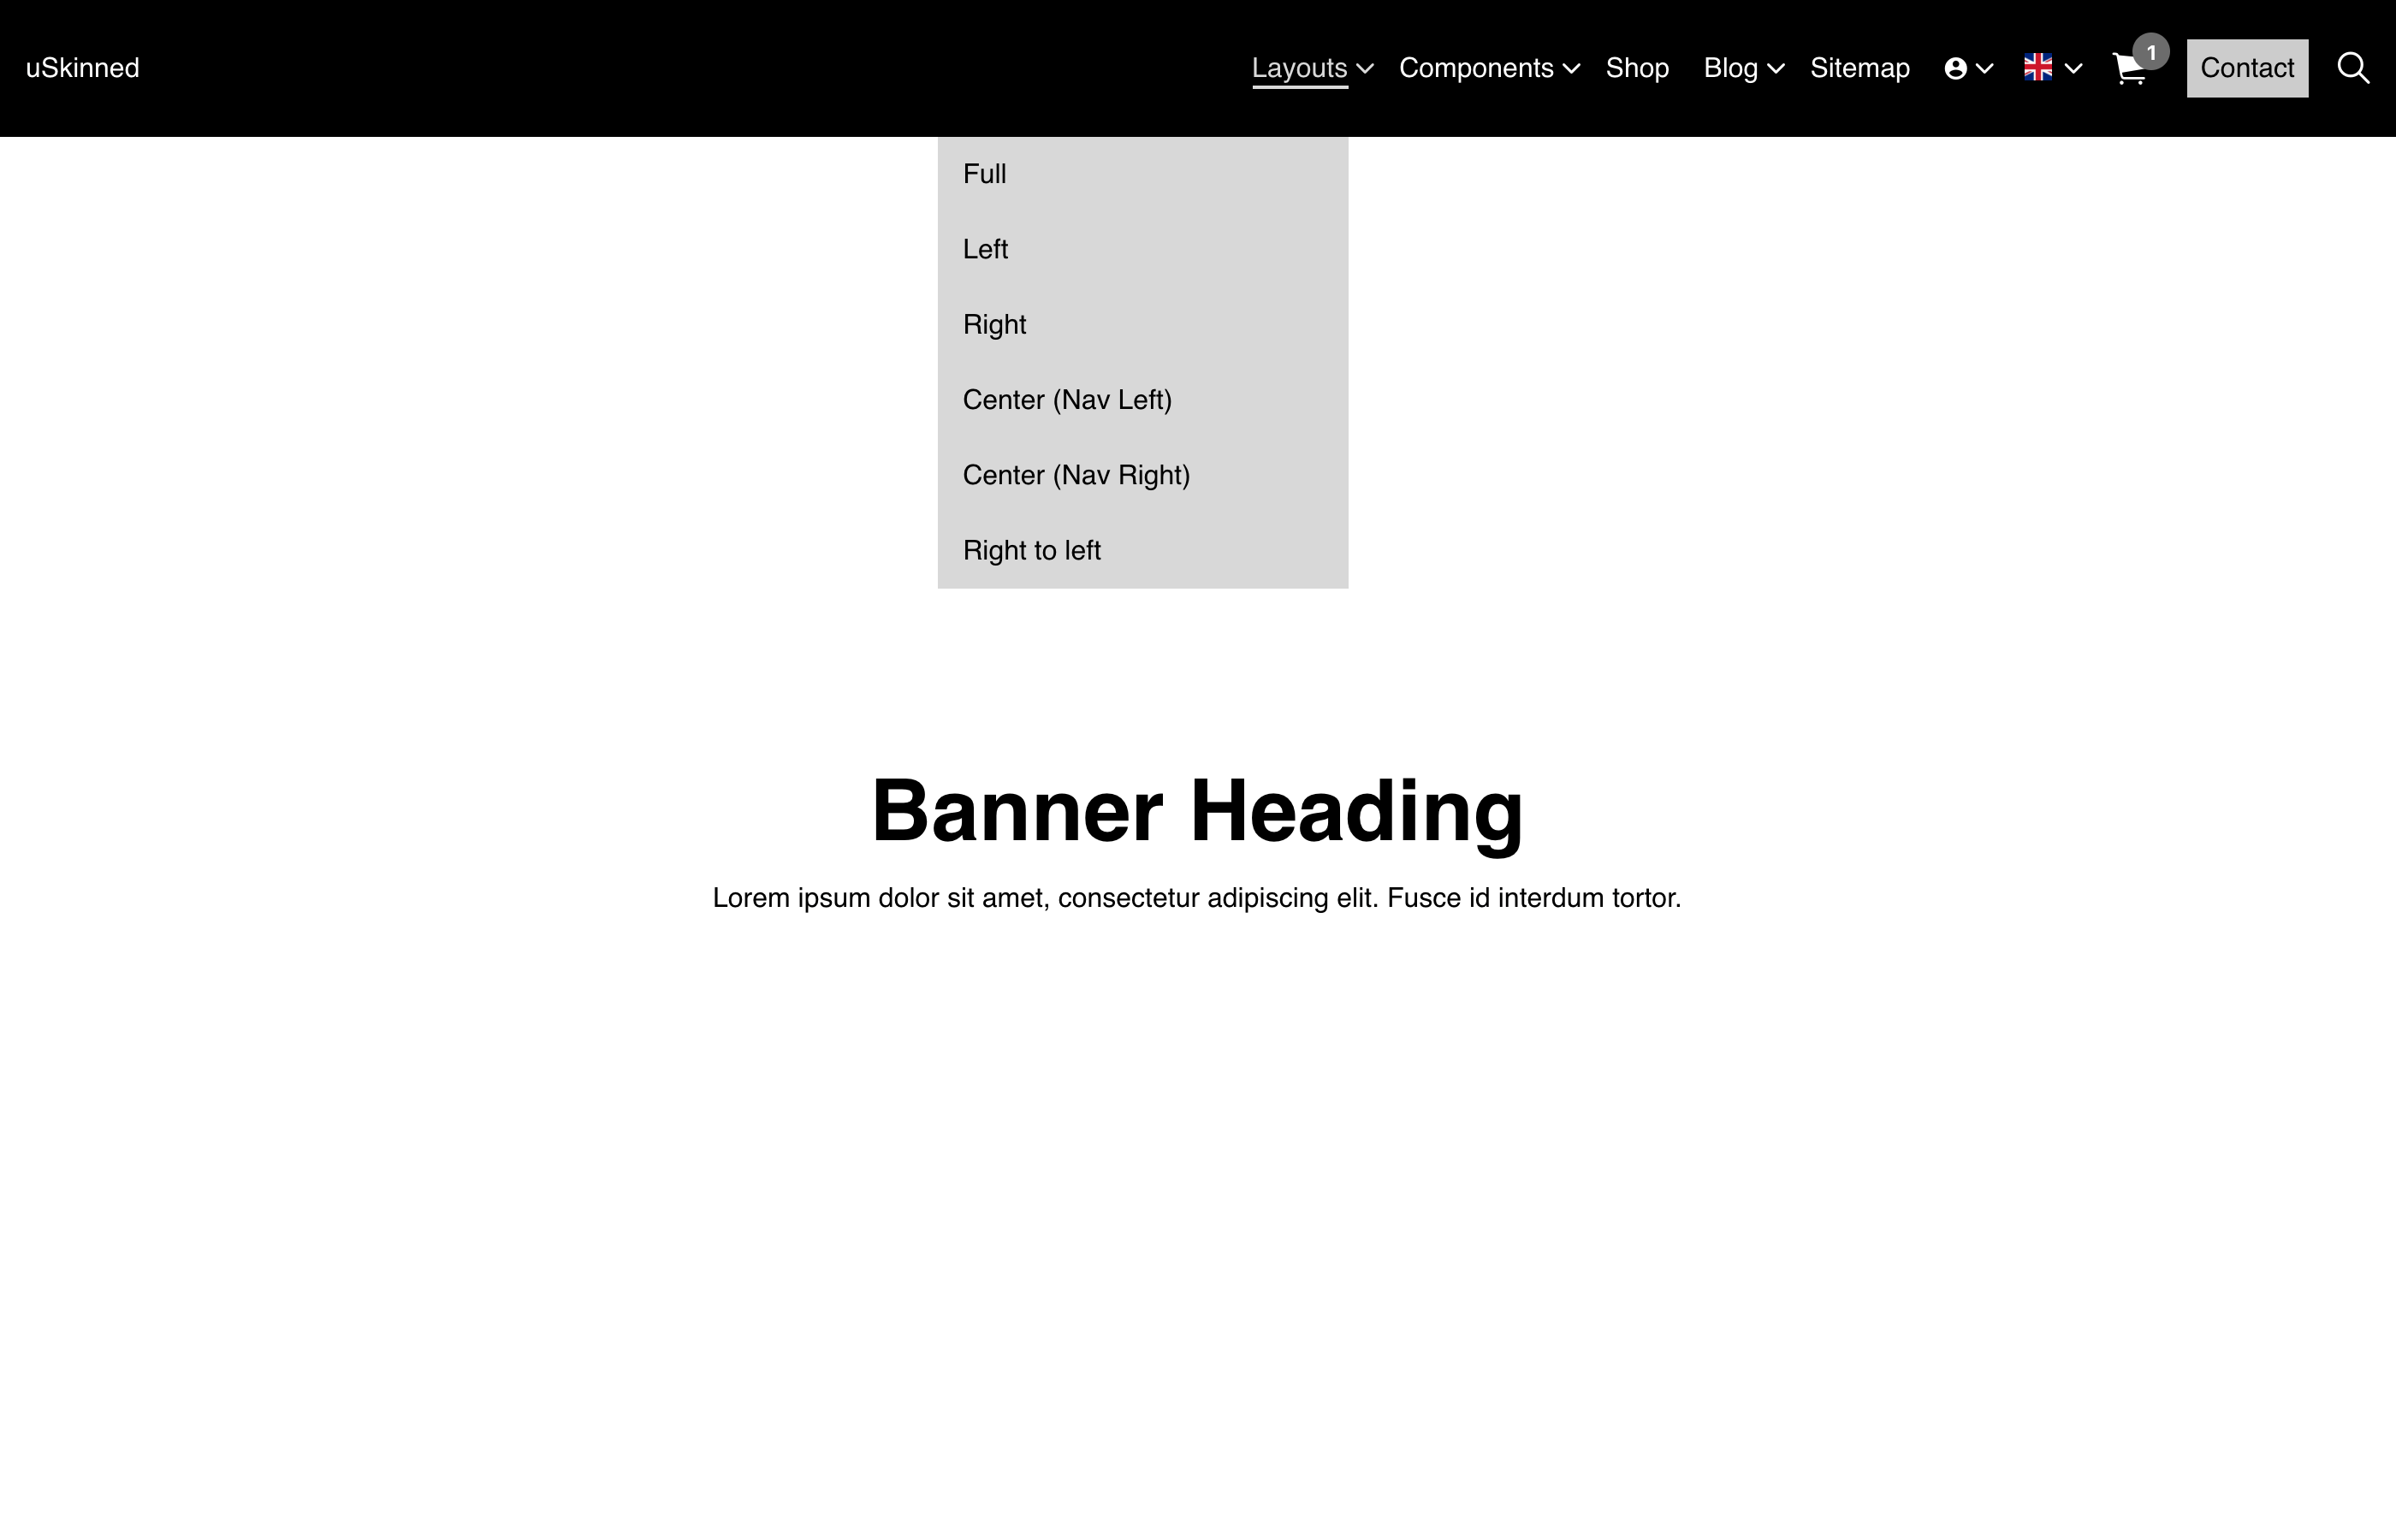 uSkinned
Layouts Components Shop Blog Sitemap 1 Contact
Full
Left
Right
Center (Nav Left)
Center (Nav Right)
Right to left
Banner Heading
Lorem ipsum dolor sit amet, consectetur adipiscing elit. Fusce id interdum tortor.